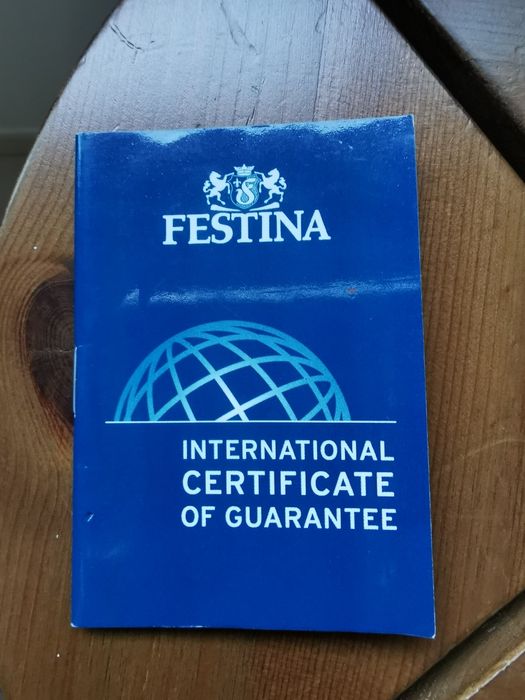 FESTINA
INTERNATIONAL
CERTIFICATE
OF GUARANTEE